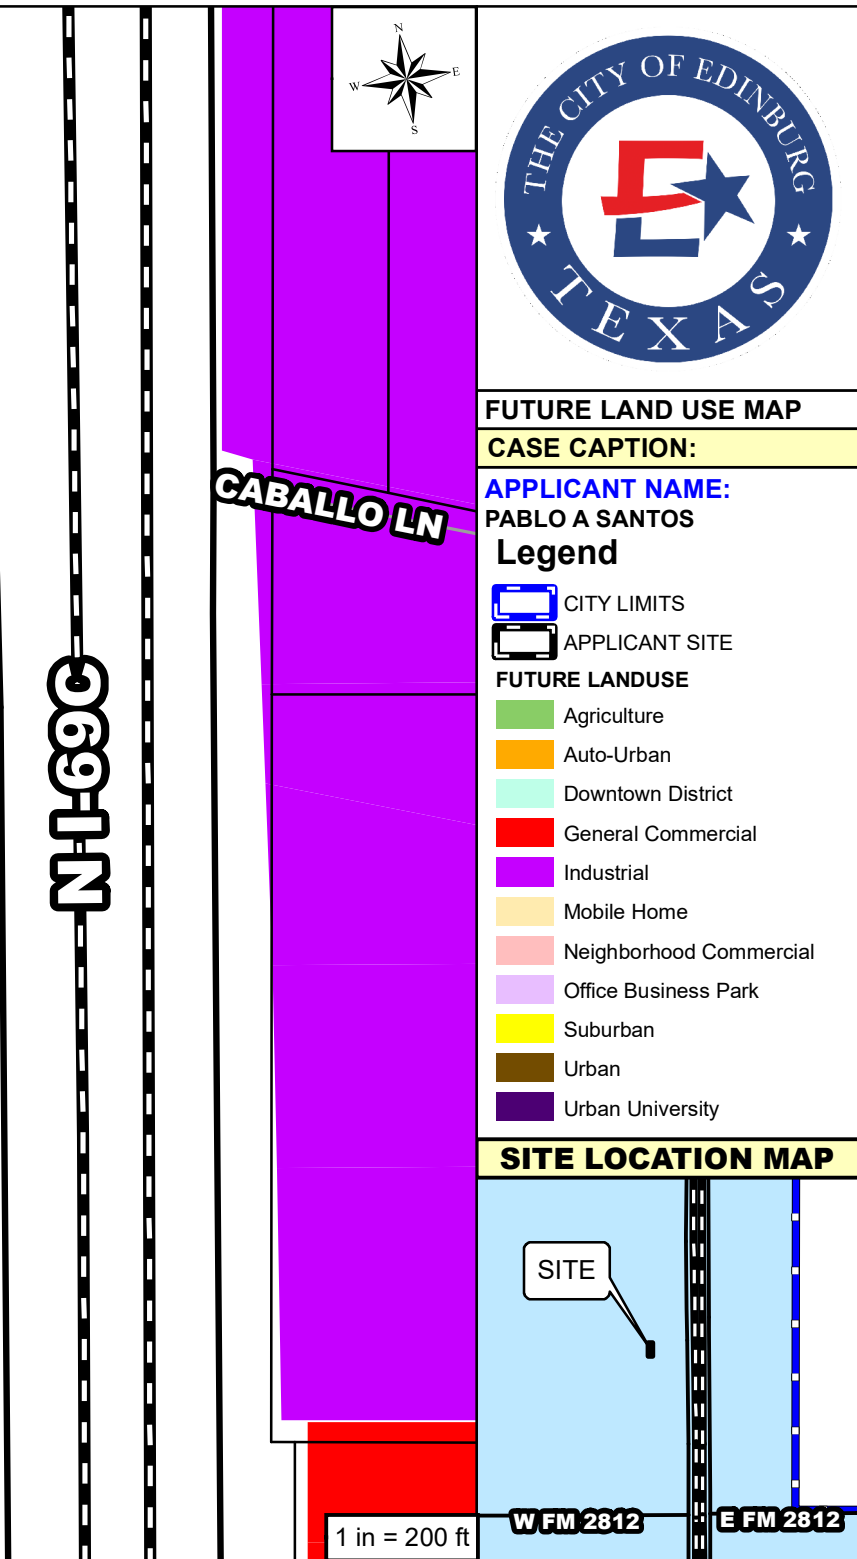 N
W
E
S
THE CITY OF EDINBURG
TEXAS
FUTURE LAND USE MAP
CASE CAPTION:
APPLICANT NAME:
PABLO A SANTOS
Legend
CITY LIMITS
APPLICANT SITE
FUTURE LANDUSE
Agriculture
Auto-Urban
Downtown District
General Commercial
Industrial
Mobile Home
Neighborhood Commercial
Office Business Park
Suburban
Urban
Urban University
SITE LOCATION MAP
SITE
W FM 2812
E FM 2812
CABALLO LN
N I-69C
1 in = 200 ft